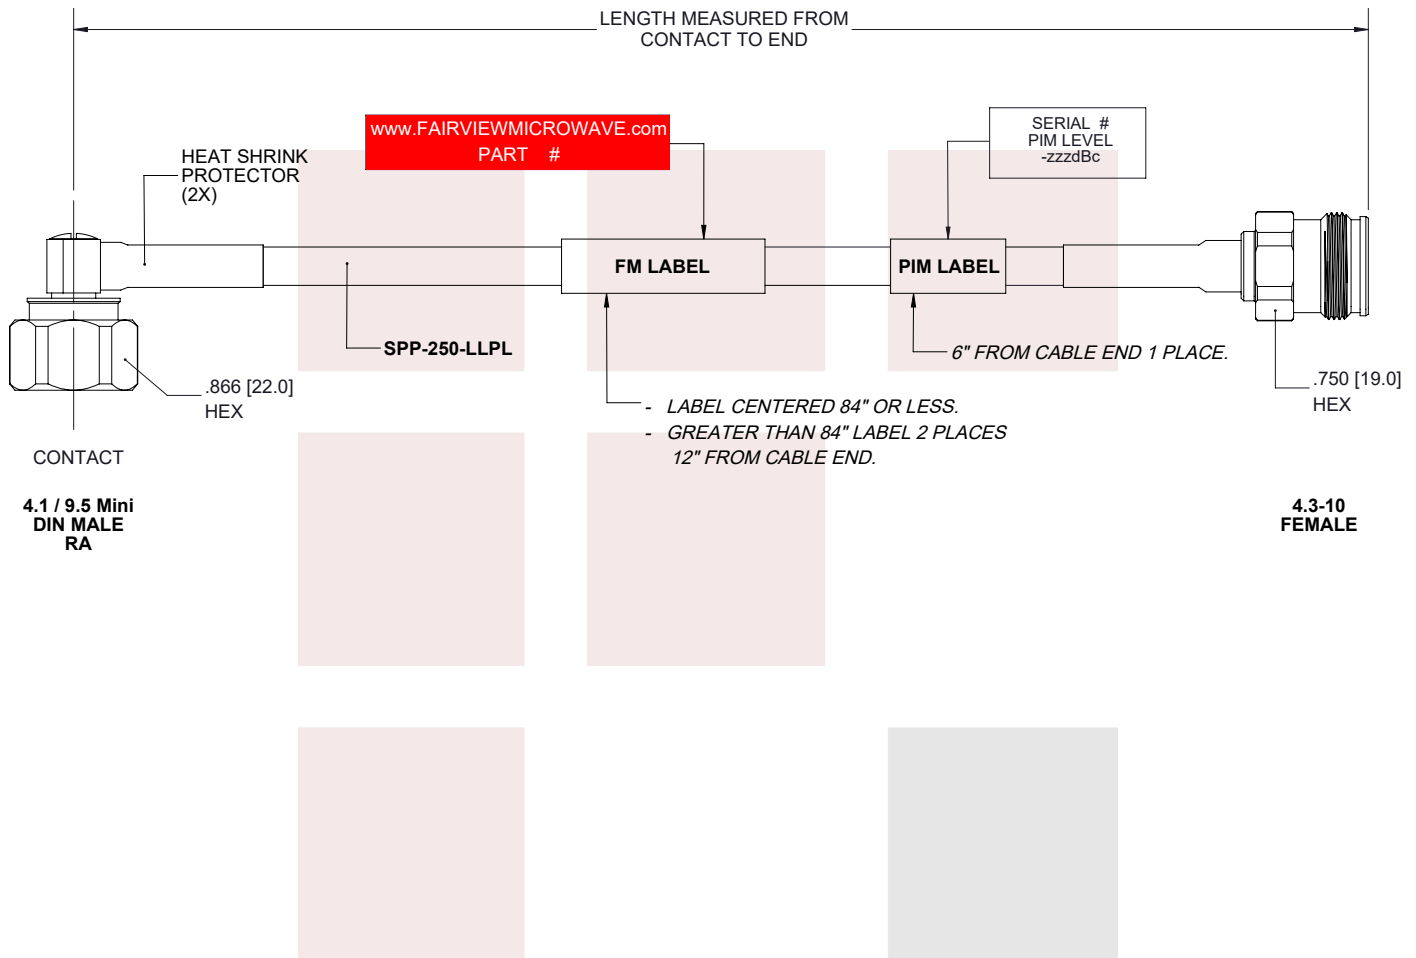 LENGTH MEASURED FROM
CONTACT TO END
www.FAIRVIEWMICROWAVE.com
PART #
SERIAL #
PIM LEVEL
-zzzdBc
HEAT SHRINK
PROTECTOR
(2X)
FM LABEL
PIM LABEL
SPP-250-LLPL
6" FROM CABLE END 1 PLACE.
.866 [22.0]
HEX
.750 [19.0]
HEX
- LABEL CENTERED 84" OR LESS.
- GREATER THAN 84" LABEL 2 PLACES
12" FROM CABLE END.
CONTACT
4.1 / 9.5 Mini
DIN MALE
RA
4.3-10
FEMALE